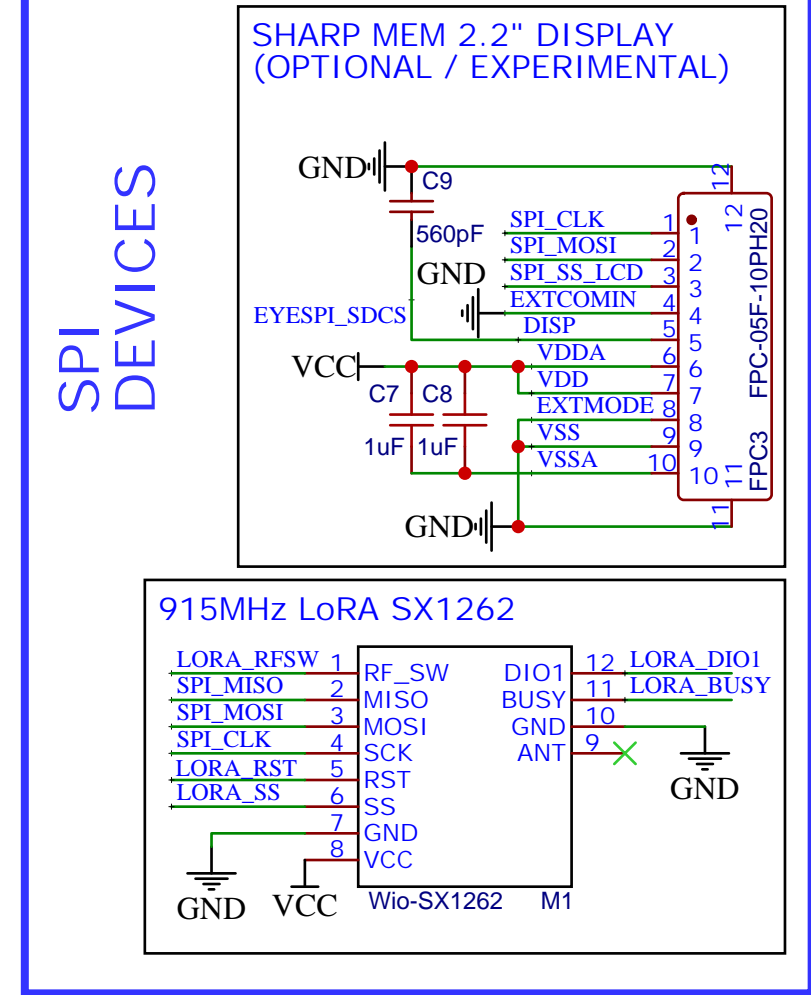 SPI
DEVICES
SHARP MEM 2.2" DISPLAY
(OPTIONAL / EXPERIMENTAL)
GND
C9
560pF
GND
EYESPI_SDCS
VCC
C7 C8
1uF 1uF
GND
SPI_CLK 1 1
SPI_MOSI 2 2
SPI_SS_LCD 3 3
EXTCOMIN 4 4
DISP 5 5
VDDA 6 6
VDD 7 7
EXTMODE 8 8
VSS 9 9
VSSA 10 10
12 12
11 11
FPC3 FPC-05F-10PH20
915MHz LoRA SX1262
LORA_RFSW 1 RF_SW
SPI_MISO 2 MISO
SPI_MOSI 3 MOSI
SPI_CLK 4 SCK
LORA_RST 5 RST
LORA_SS 6 SS
7 GND
8 VCC
GND VCC
DIO1 12 LORA_DIO1
BUSY 11 LORA_BUSY
GND 10
ANT 9
GND
Wio-SX1262 M1